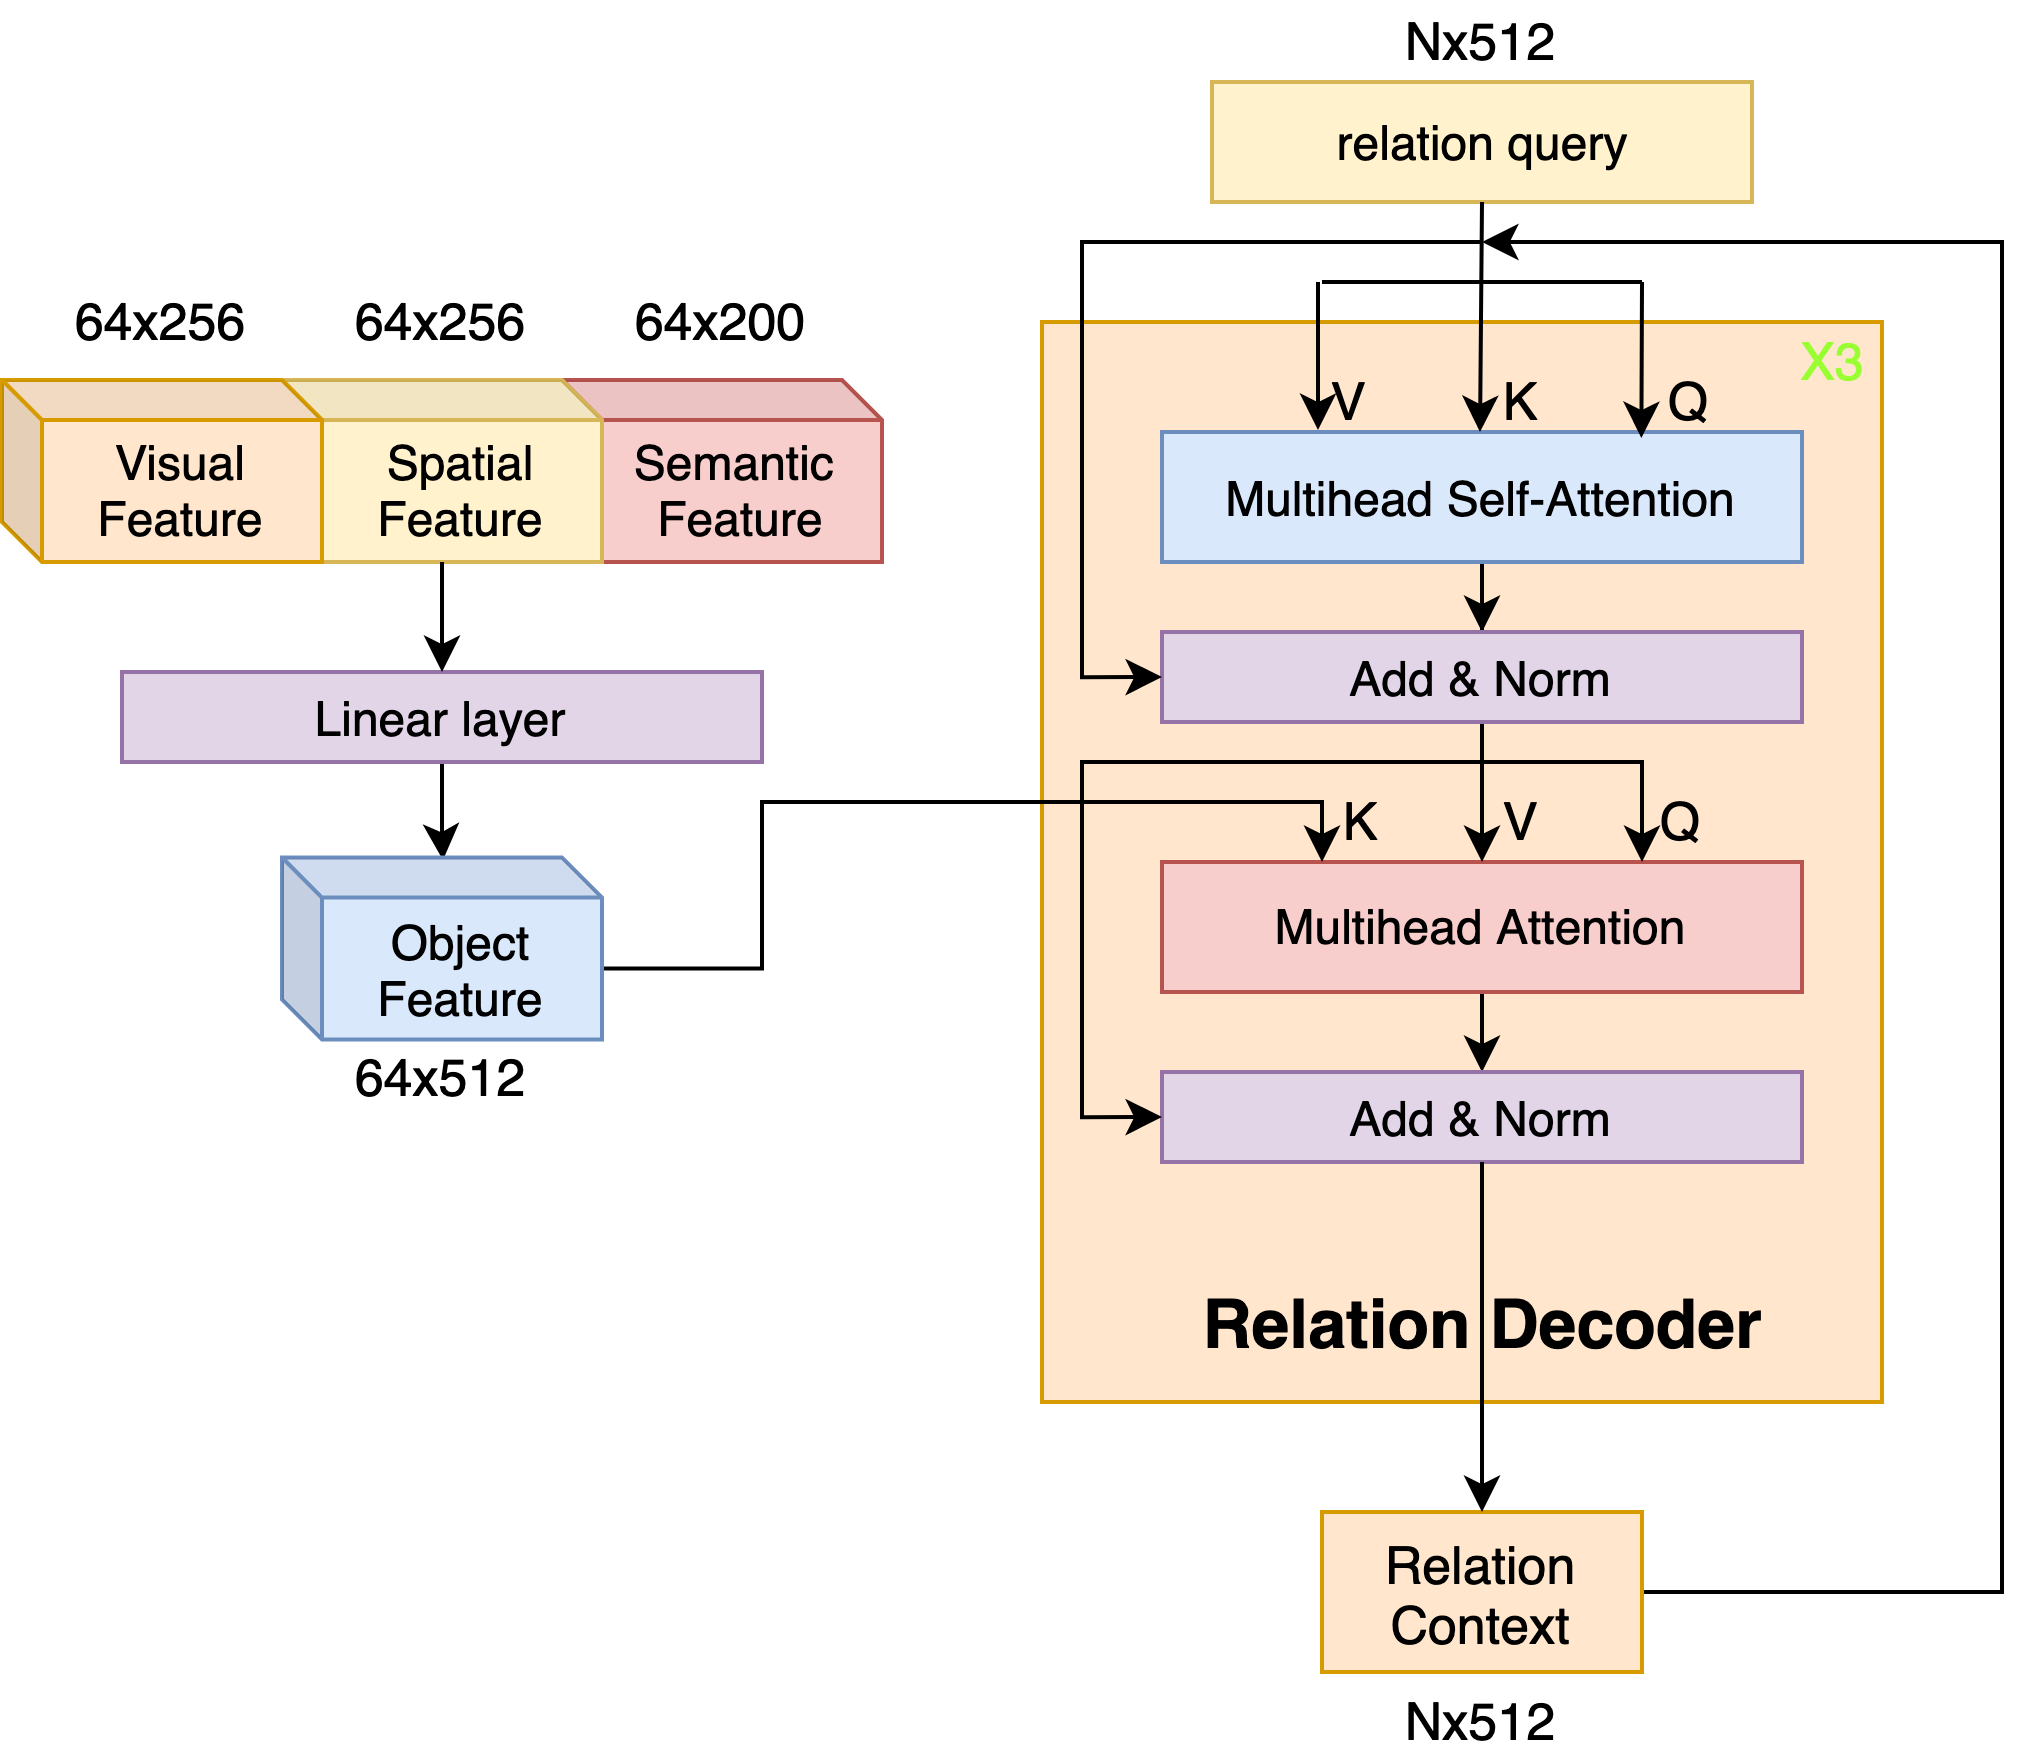 64x256
64x256
64x200
Visual
Feature
Spatial
Feature
Semantic
Feature
Linear layer
Object
Feature
64x512
Nx512
relation query
X3
V
K
Q
Multihead Self-Attention
Add & Norm
K
V
Q
Multihead Attention
Add & Norm
Relation Decoder
Relation
Context
Nx512